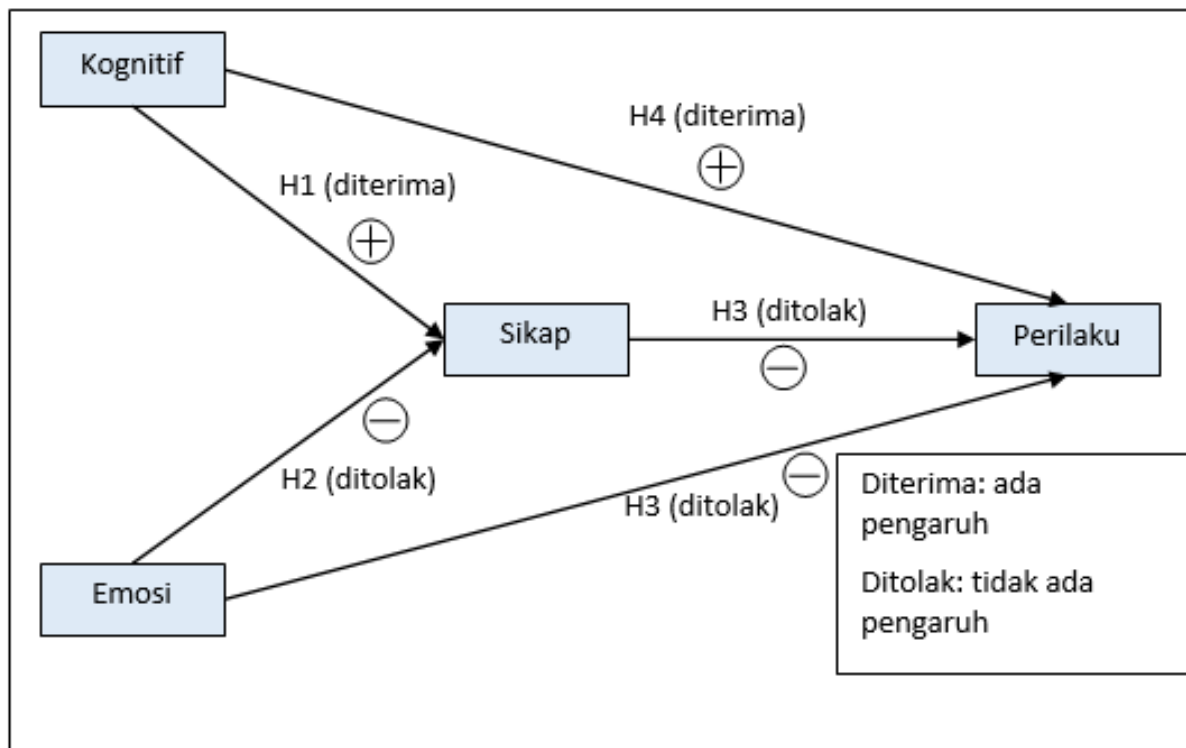 Kognitif
H4 (diterima)
H1 (diterima)
Sikap
H3 (ditolak)
Perilaku
H2 (ditolak)
H3 (ditolak)
Emosi
Diterima: ada
pengaruh
Ditolak: tidak ada
pengaruh